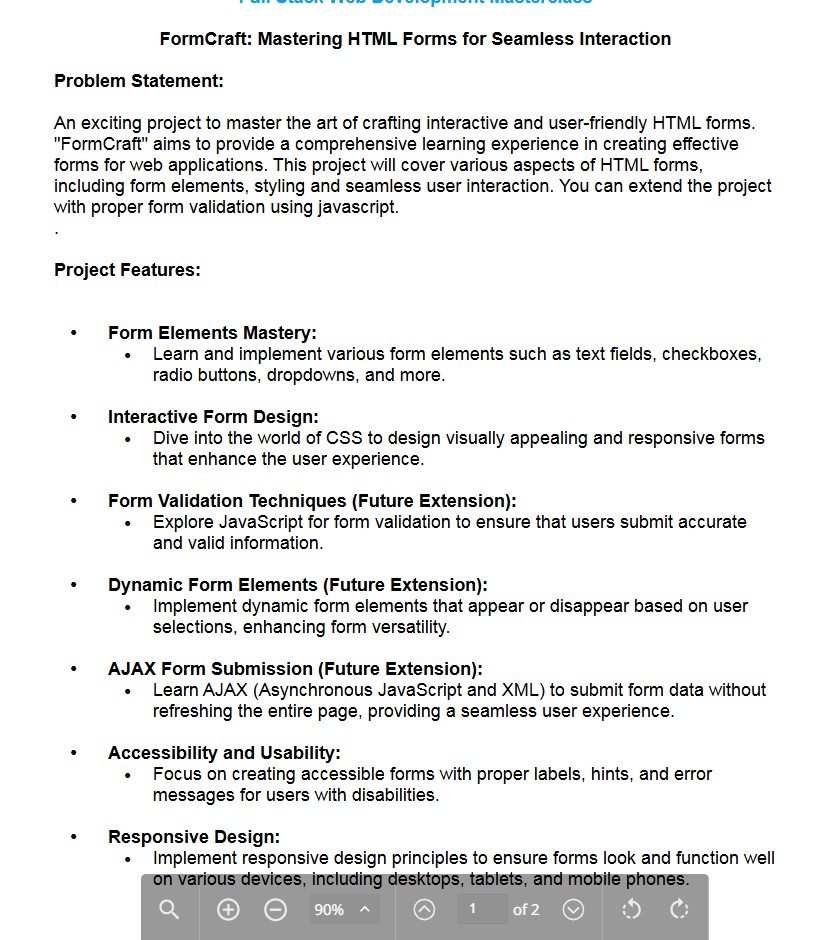 Full Stack Web Development Masterclass
FormCraft: Mastering HTML Forms for Seamless Interaction
Problem Statement:
An exciting project to master the art of crafting interactive and user-friendly HTML forms.
"FormCraft" aims to provide a comprehensive learning experience in creating effective
forms for web applications. This project will cover various aspects of HTML forms,
including form elements, styling and seamless user interaction. You can extend the project
with proper form validation using javascript.
.
Project Features:
• Form Elements Mastery:
• Learn and implement various form elements such as text fields, checkboxes,
radio buttons, dropdowns, and more.
• Interactive Form Design:
• Dive into the world of CSS to design visually appealing and responsive forms
that enhance the user experience.
• Form Validation Techniques (Future Extension):
• Explore JavaScript for form validation to ensure that users submit accurate
and valid information.
• Dynamic Form Elements (Future Extension):
• Implement dynamic form elements that appear or disappear based on user
selections, enhancing form versatility.
• AJAX Form Submission (Future Extension):
• Learn AJAX (Asynchronous JavaScript and XML) to submit form data without
refreshing the entire page, providing a seamless user experience.
• Accessibility and Usability:
• Focus on creating accessible forms with proper labels, hints, and error
messages for users with disabilities.
• Responsive Design:
• Implement responsive design principles to ensure forms look and function well
on various devices, including desktops, tablets, and mobile phones.
90% 1 of 2